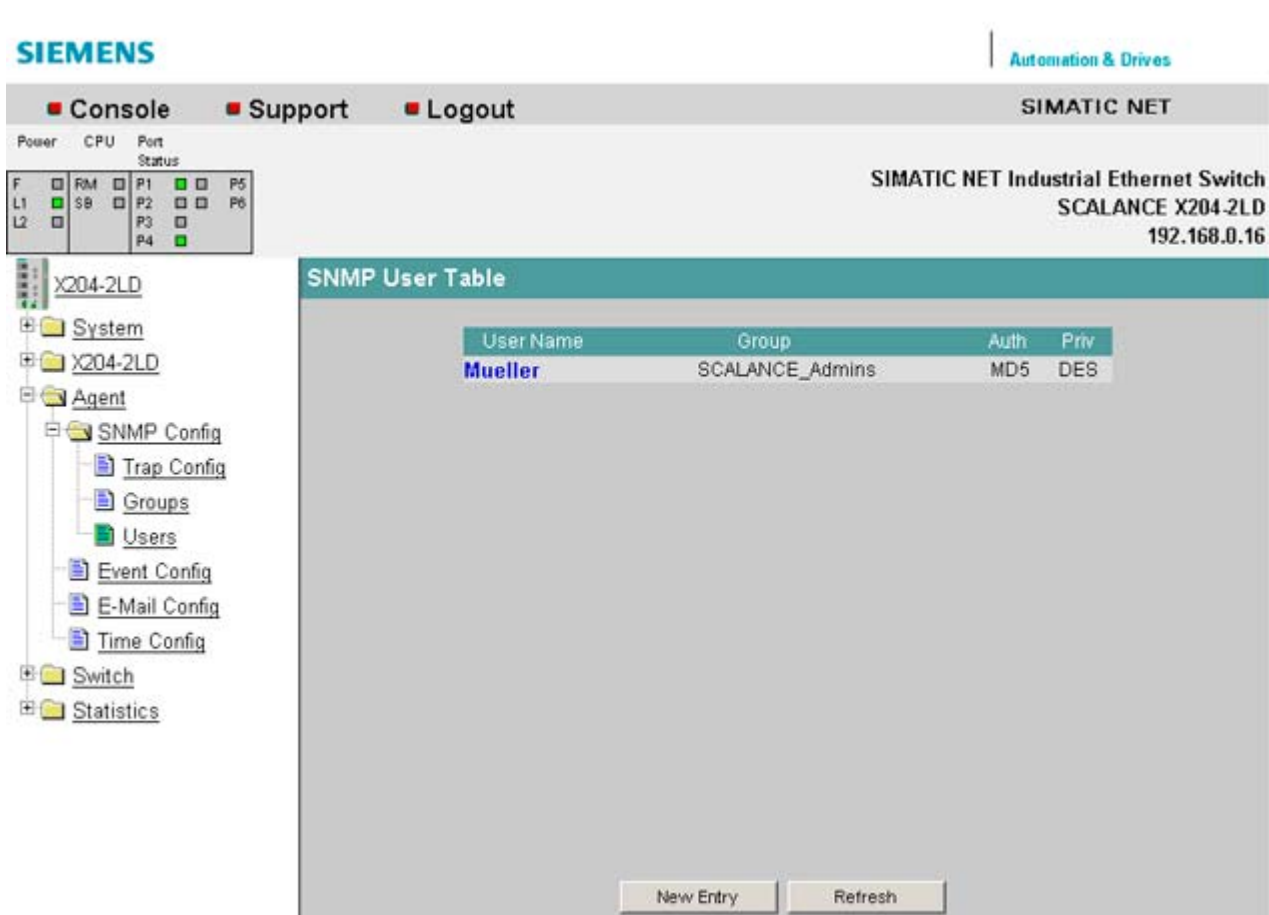 SIEMENS
Automation & Drives
Console Support Logout SIMATIC NET
Power CPU Port Status
F RM P1 P5
L1 SB P2 P6
L2 P3
P4
SIMATIC NET Industrial Ethernet Switch
SCALANCE X204-2LD
192.168.0.16
X204-2LD
System
X204-2LD
Agent
SNMP Config
Trap Config
Groups
Users
Event Config
E-Mail Config
Time Config
Switch
Statistics
SNMP User Table
User Name Group Auth Priv
Mueller SCALANCE_Admins MD5 DES
New Entry Refresh